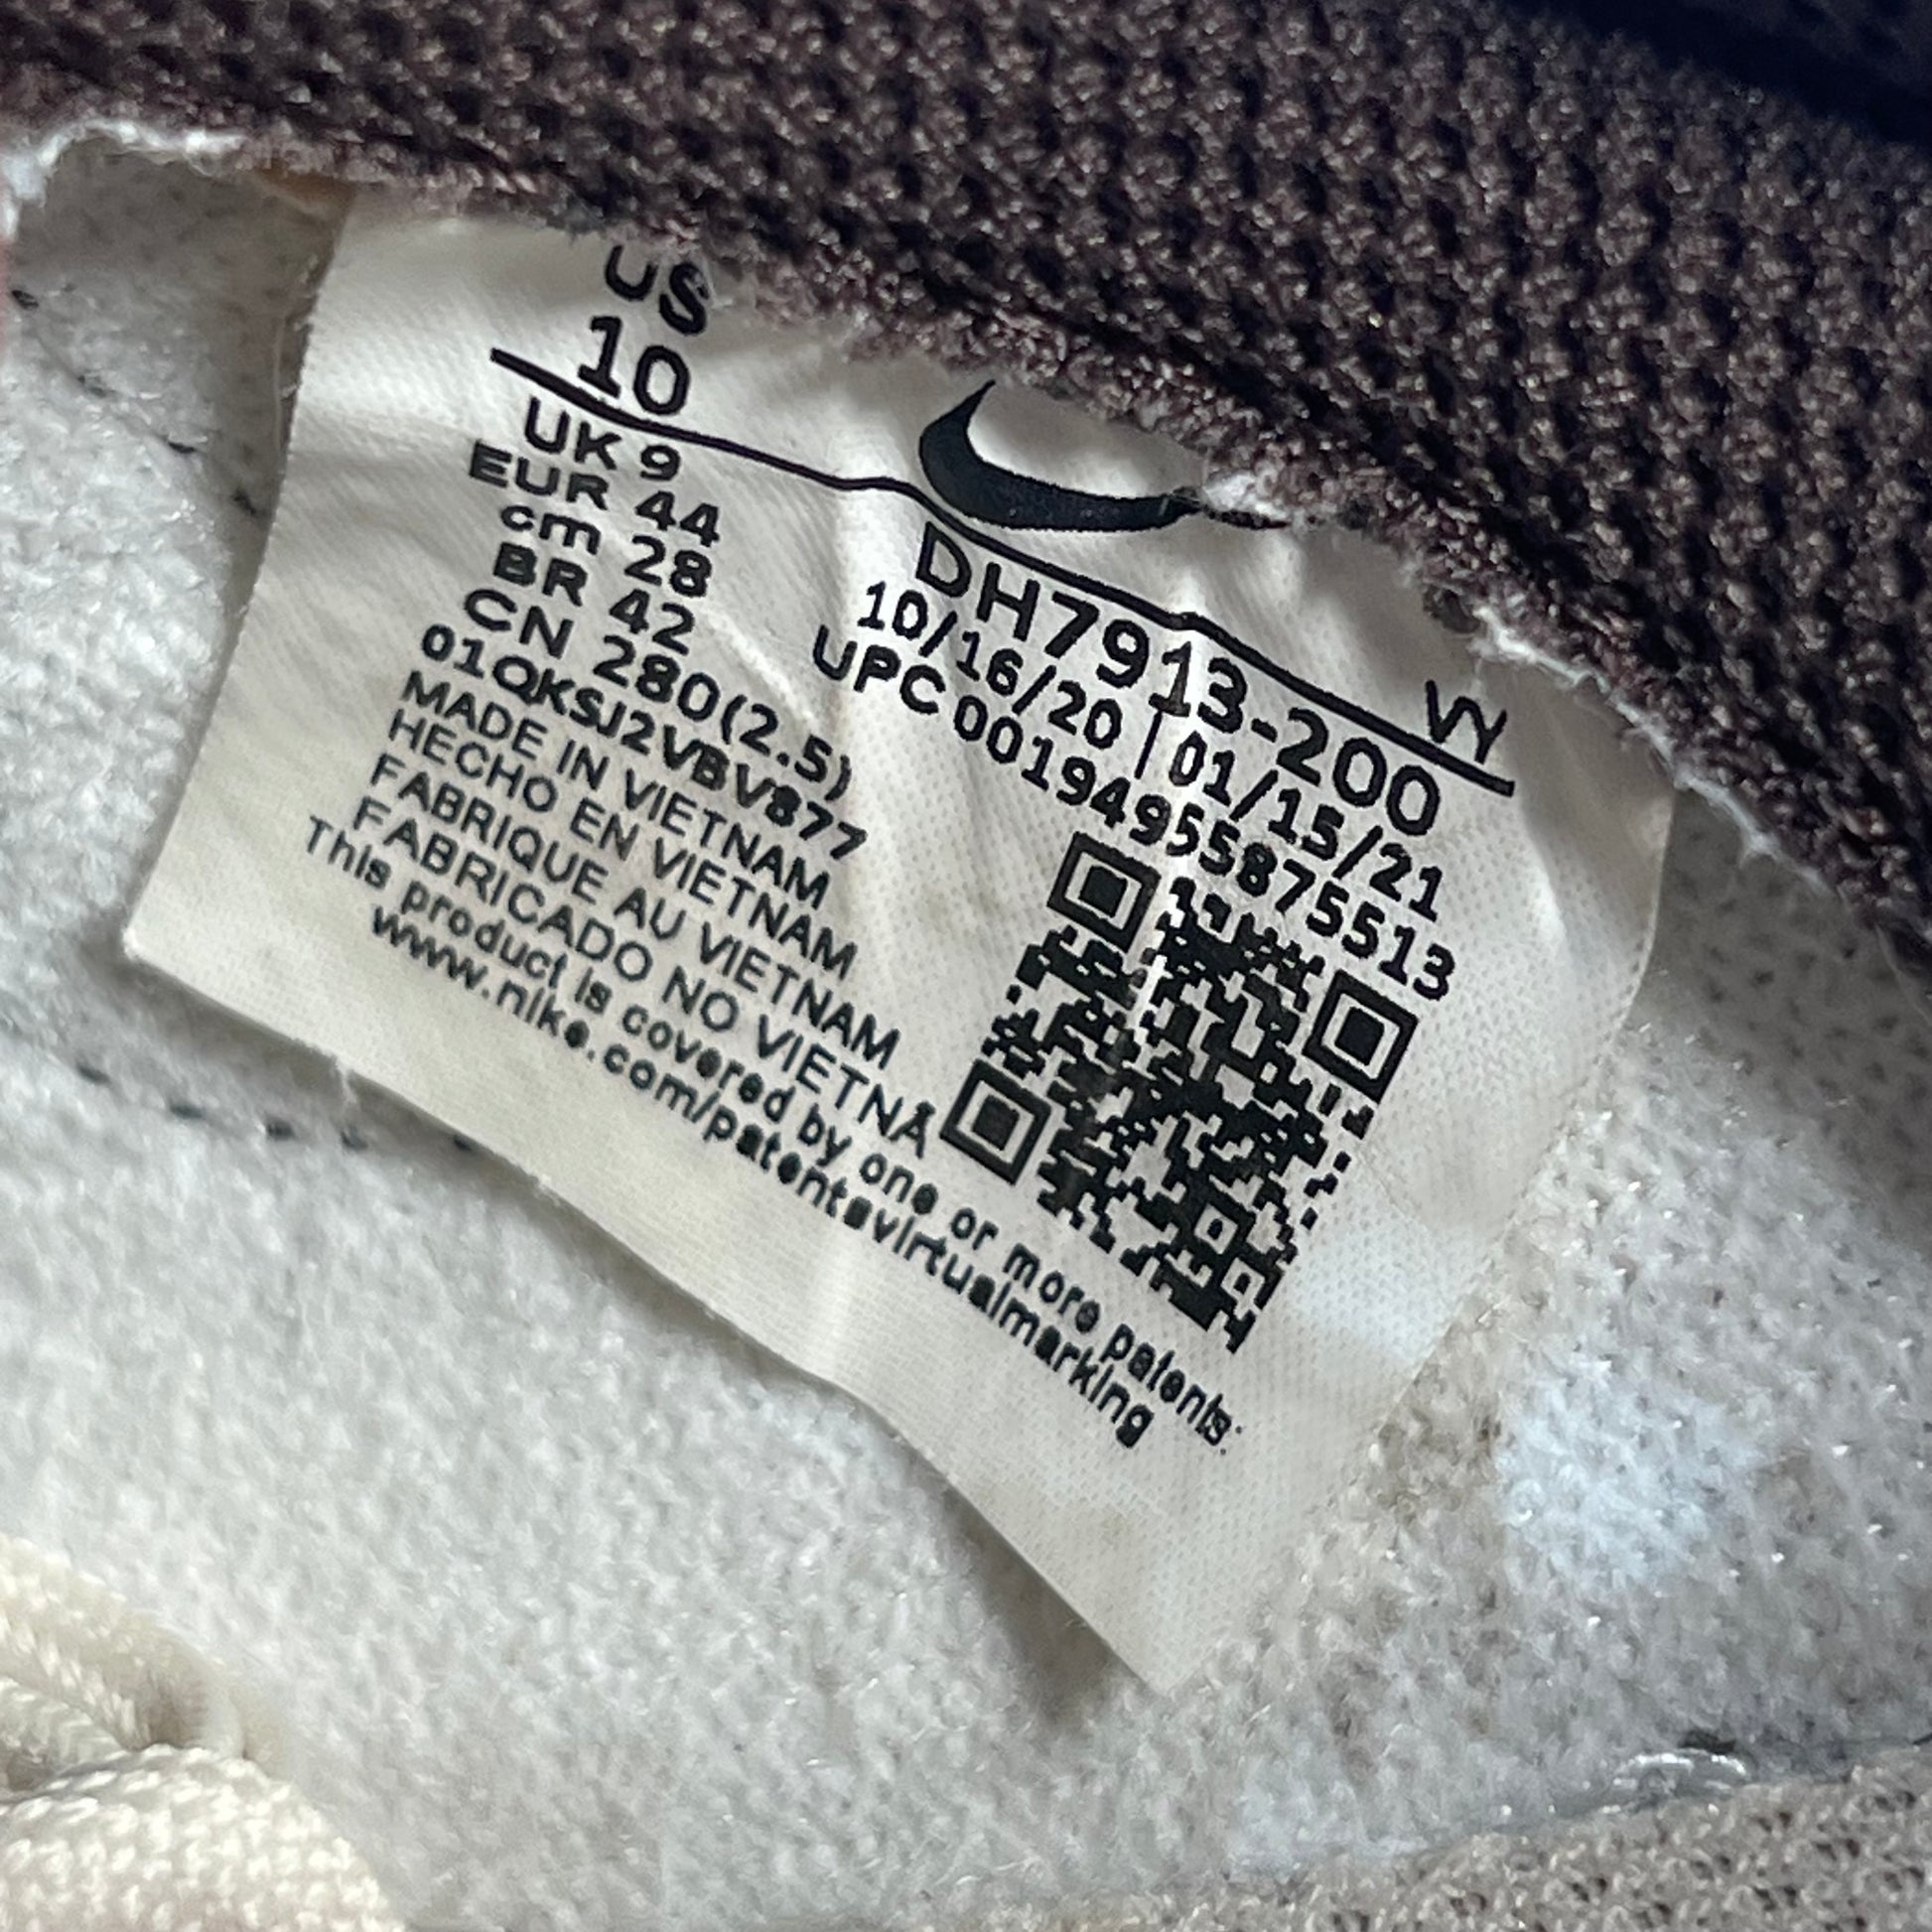 US
10
UK 9
EUR 44
cm 28
BR 42
CN 280(2.5)
01QKSJ2VBV877
MADE IN VIETNAM
HECHO EN VIETNAM
FABRIQUE AU VIETNAM
FABRICADO NO VIETNÃ
This product is covered by one or more patents:
www.nike.com/patentsvirtualmarking
VY
DH7913-200
10/16/20 | 01/15/21
UPC 00194955875513